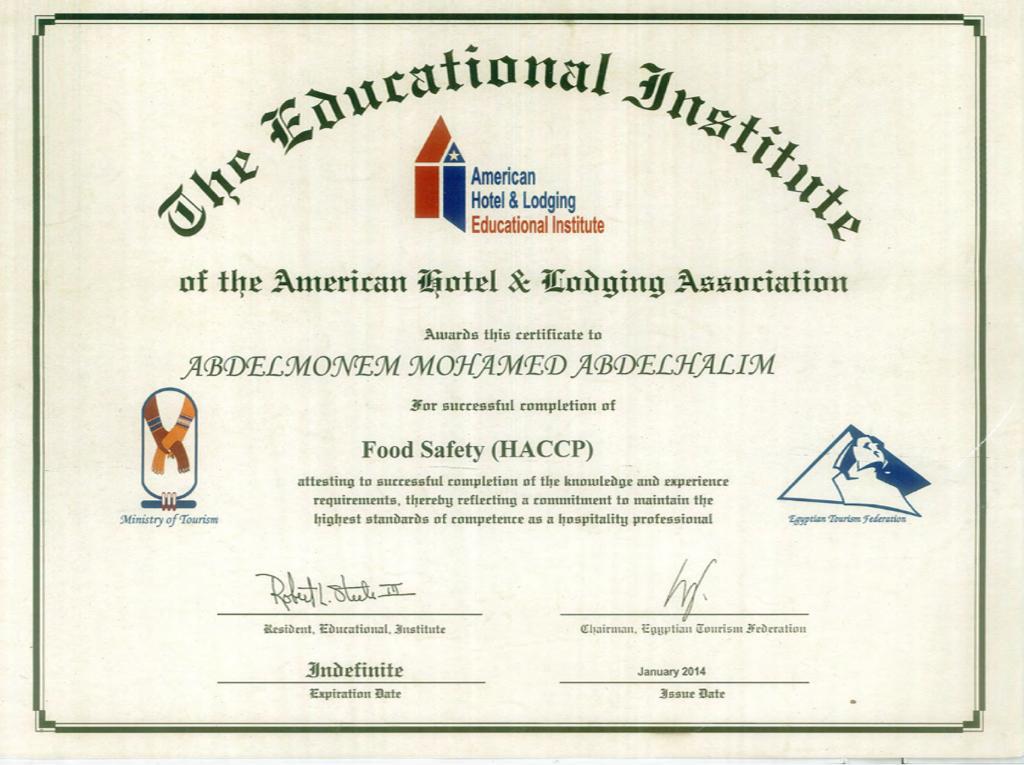 The Educational Institute
American
Hotel & Lodging
Educational Institute
of the American Hotel & Lodging Association
Awards this certificate to
ABDELMONEM MOHAMED ABDELHALIM
For successful completion of
Food Safety (HACCP)
attesting to successful completion of the knowledge and experience
requirements, thereby reflecting a commitment to maintain the
highest standards of competence as a hospitality professional
Ministry of Tourism
Egyptian Tourism Federation
Robert L. Steele III
Resident, Educational, Institute
Chairman, Egyptian Tourism Federation
Indefinite
January 2014
Expiration Date
Issue Date